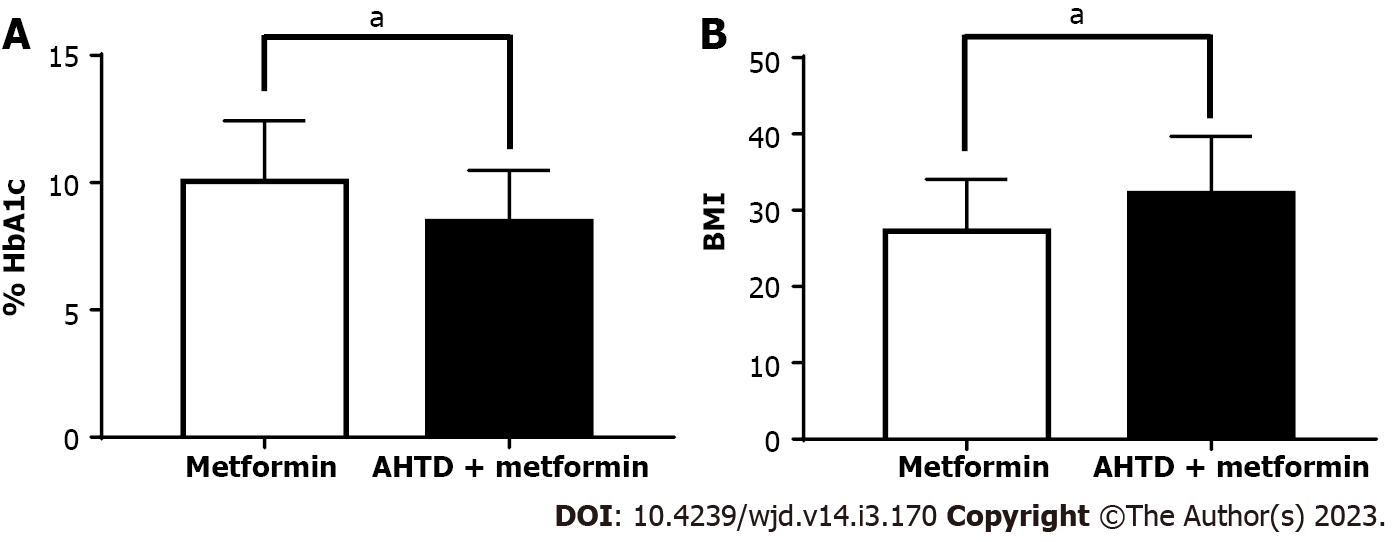 A
a
15
10
5
0
% HbA1c
Metformin
AHTD + metformin
B
a
50
40
30
20
10
0
BMI
Metformin
AHTD + metformin
DOI: 10.4239/wjd.v14.i3.170 Copyright ©The Author(s) 2023.